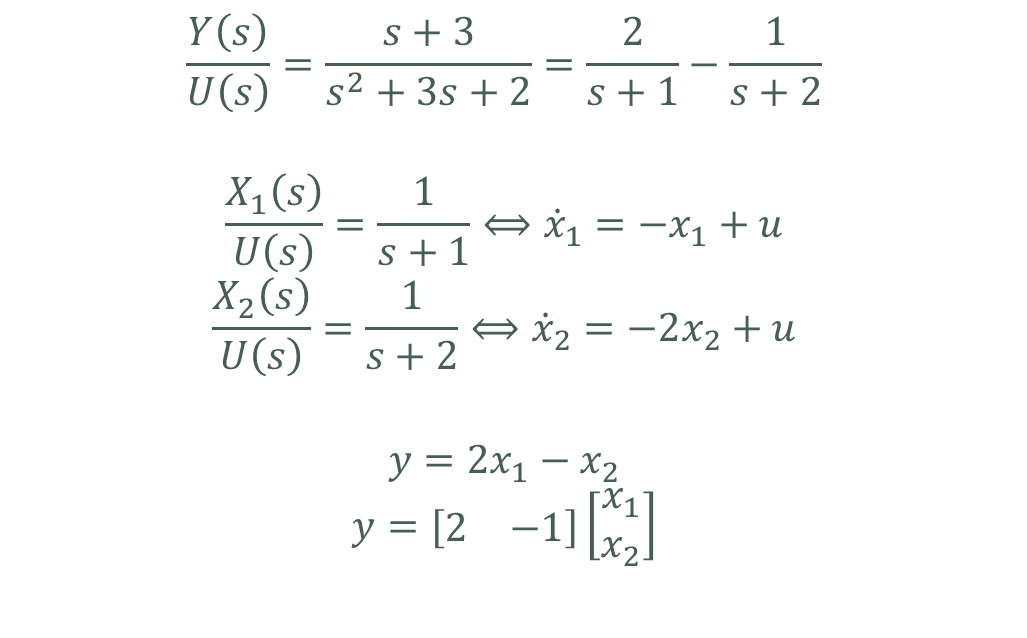 Y(s)/U(s) = (s + 3)/(s² + 3s + 2) = 2/(s + 1) − 1/(s + 2)
X₁(s)/U(s) = 1/(s + 1) ⟺ ẋ₁ = −x₁ + u
X₂(s)/U(s) = 1/(s + 2) ⟺ ẋ₂ = −2x₂ + u
y = 2x₁ − x₂
y = [2 −1] [x₁ x₂]